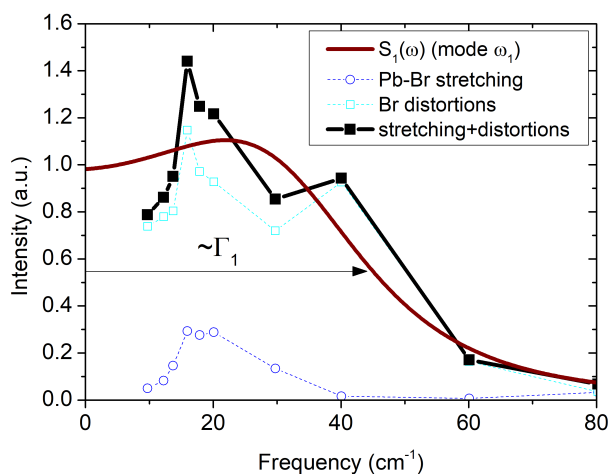 1.6
1.4
1.2
1.0
0.8
0.6
0.4
0.2
0.0
Intensity (a.u.)
S₁(ω) (mode ω₁)
Pb-Br stretching
Br distortions
stretching+distortions
~Γ₁
0 20 40 60 80
Frequency (cm⁻¹)